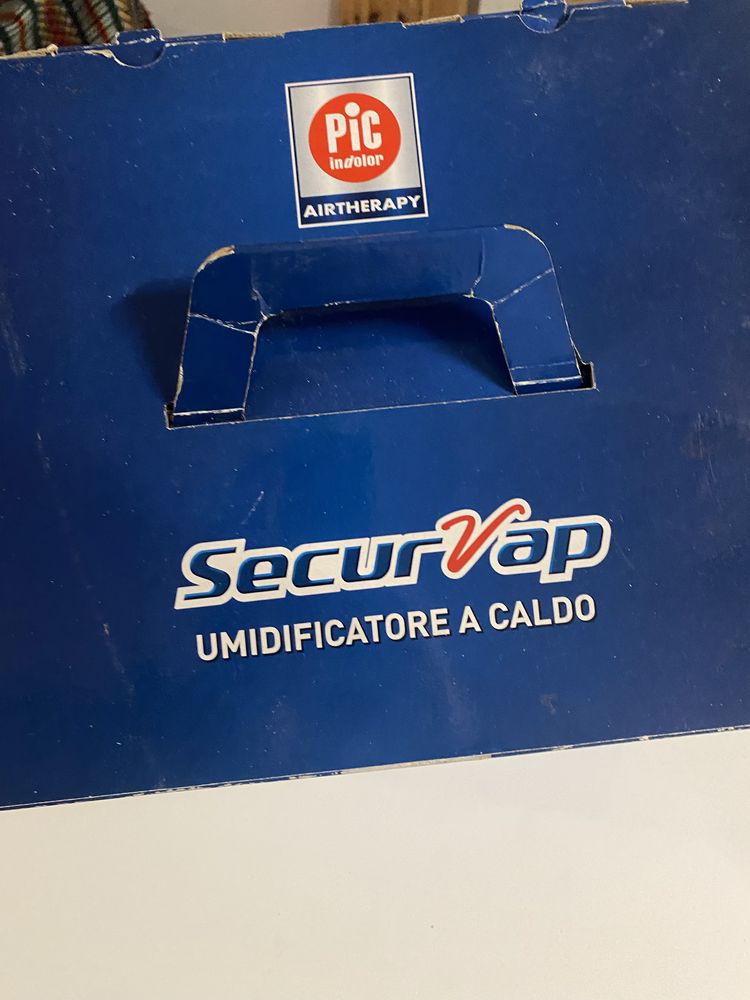 PiC
indolor
AIRTHERAPY
SecurVap
UMIDIFICATORE A CALDO